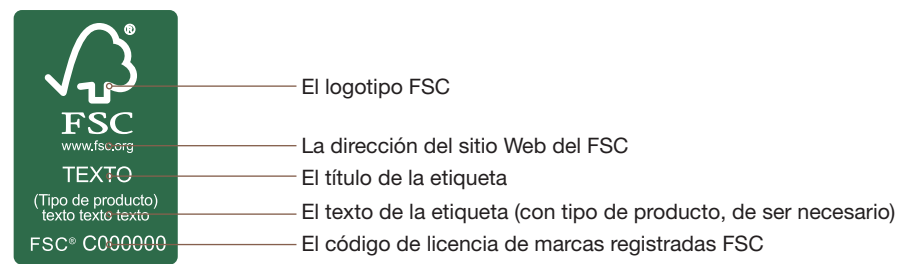 ®
FSC
www.fsc.org
TEXTO
(Tipo de producto)
texto texto texto
FSC® C000000
El logotipo FSC
La dirección del sitio Web del FSC
El título de la etiqueta
El texto de la etiqueta (con tipo de producto, de ser necesario)
El código de licencia de marcas registradas FSC